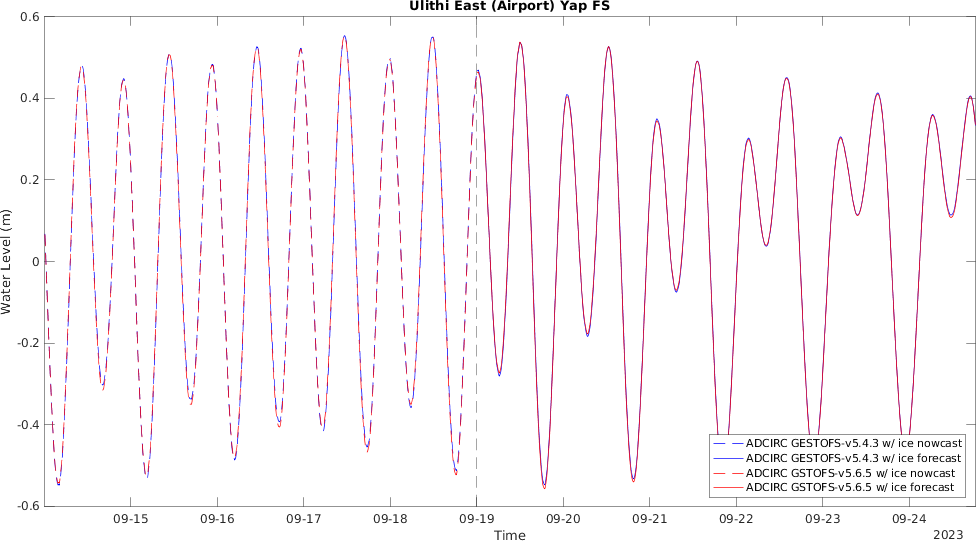 Ulithi East (Airport) Yap FS
Water Level (m)
0.6
0.4
0.2
0
-0.2
-0.4
-0.6
09-15
09-16
09-17
09-18
09-19
09-20
09-21
09-22
09-23
09-24
Time
2023
ADCIRC GESTOFS-v5.4.3 w/ ice nowcast
ADCIRC GESTOFS-v5.4.3 w/ ice forecast
ADCIRC GSTOFS-v5.6.5 w/ ice nowcast
ADCIRC GSTOFS-v5.6.5 w/ ice forecast